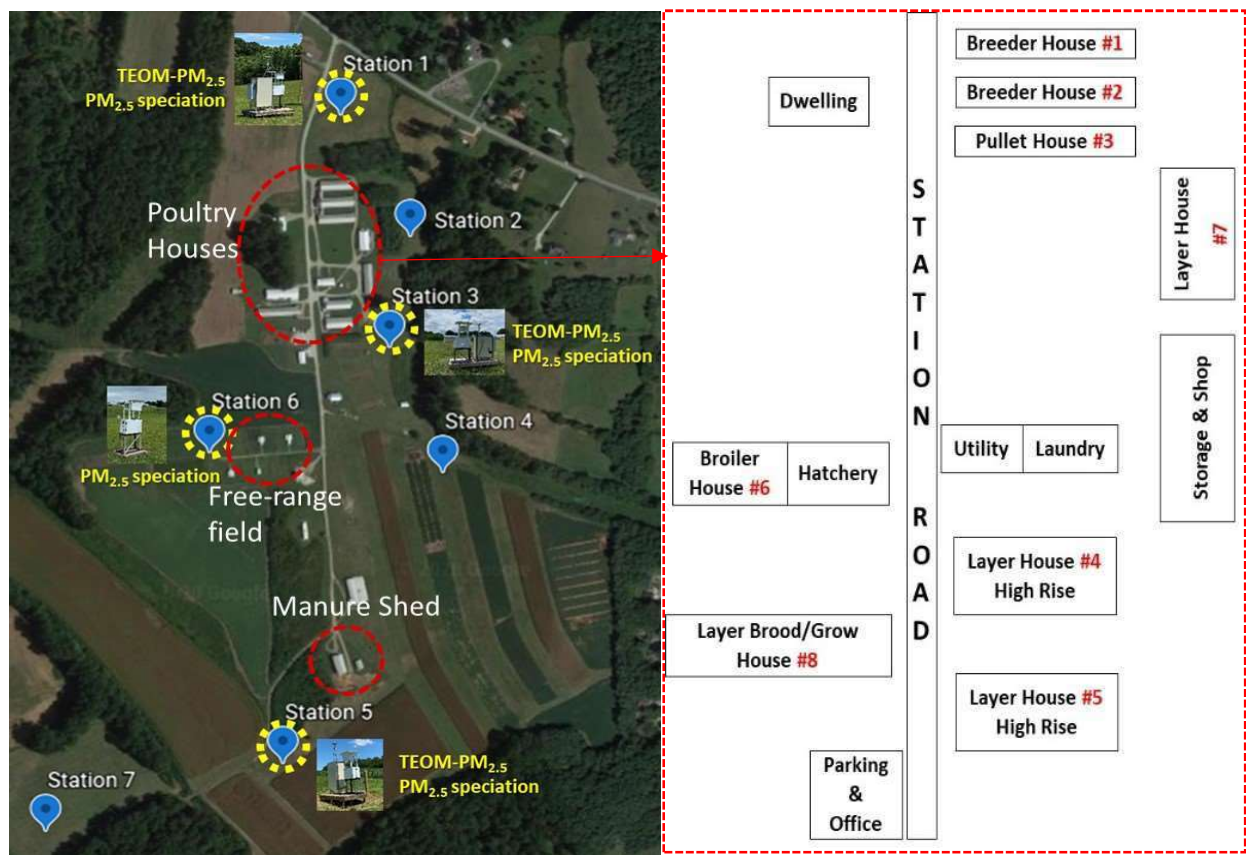 Station 1
TEOM-PM2.5
PM2.5 speciation
Poultry
Houses
Station 2
Station 3
TEOM-PM2.5
PM2.5 speciation
Station 6
PM2.5 speciation
Station 4
Free-range
field
Manure Shed
Station 5
TEOM-PM2.5
PM2.5 speciation
Station 7
Breeder House #1
Dwelling
Breeder House #2
Pullet House #3
Layer House
#7
STATION ROAD
Storage & Shop
Utility
Laundry
Broiler
House #6
Hatchery
Layer House #4
High Rise
Layer Brood/Grow
House #8
Layer House #5
High Rise
Parking
&
Office